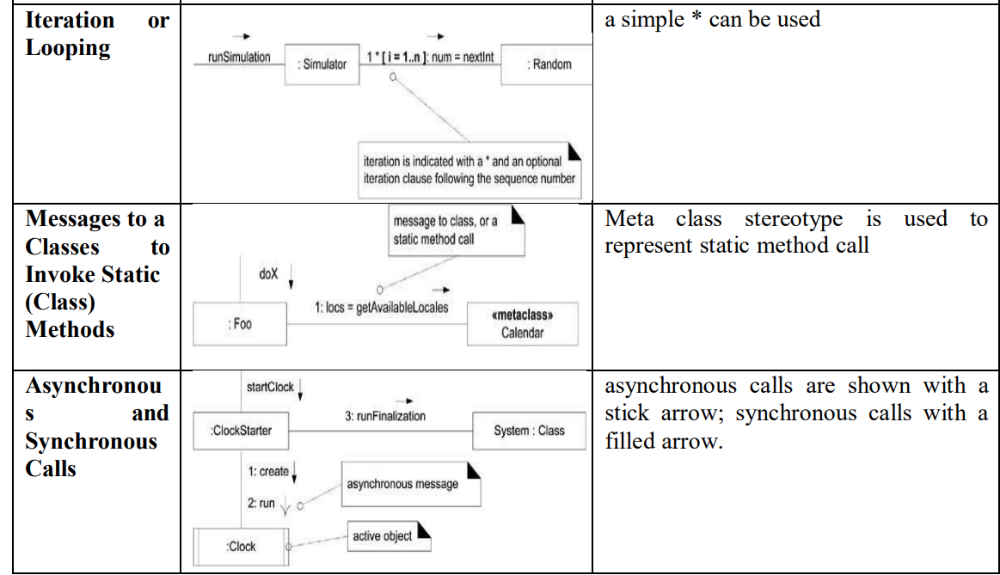 Iteration or
Looping
runSimulation
: Simulator
1 * [ i = 1..n ]: num = nextInt
: Random
iteration is indicated with a * and an optional
iteration clause following the sequence number
a simple * can be used
Messages to a
Classes to
Invoke Static
(Class)
Methods
message to class, or a
static method call
doX
1: locs = getAvailableLocales
: Foo
«metaclass»
Calendar
Meta class stereotype is used to
represent static method call
Asynchronou
s and
Synchronous
Calls
startClock
3: runFinalization
:ClockStarter
System : Class
1: create
asynchronous message
2: run
active object
:Clock
asynchronous calls are shown with a
stick arrow; synchronous calls with a
filled arrow.